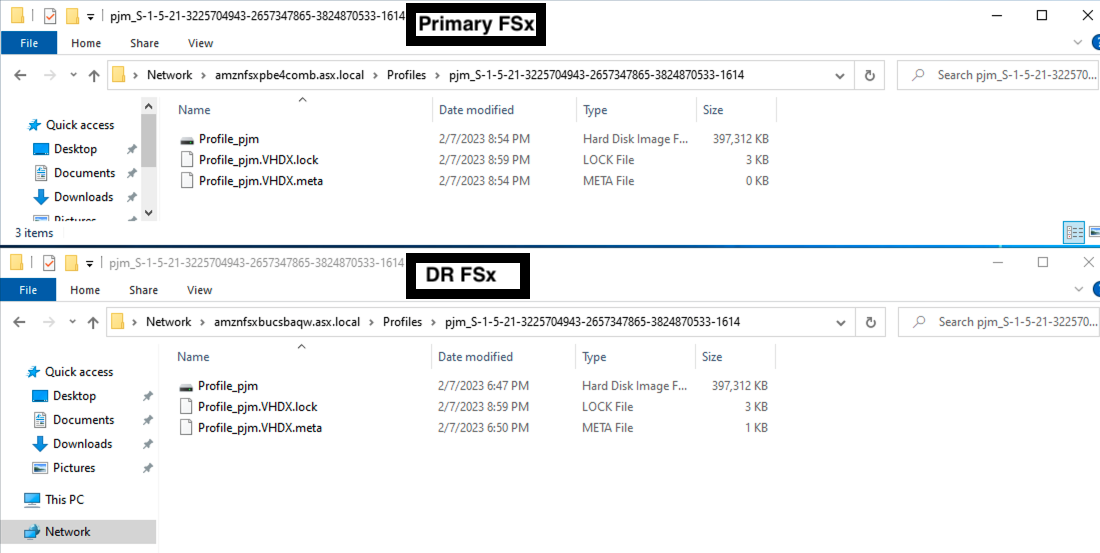 pjm_S-1-5-21-3225704943-2657347865-3824870533-1614
Primary FSx
File Home Share View
Network amznfsxpbe4comb.asx.local Profiles pjm_S-1-5-21-3225704943-2657347865-3824870533-1614
Search pjm_S-1-5-21-322570...
Name Date modified Type Size
Quick access
Desktop
Documents
Downloads
Pictures
Profile_pjm 2/7/2023 8:54 PM Hard Disk Image F... 397,312 KB
Profile_pjm.VHDX.lock 2/7/2023 8:59 PM LOCK File 3 KB
Profile_pjm.VHDX.meta 2/7/2023 8:54 PM META File 0 KB
3 items
pjm_S-1-5-21-3225704943-2657347865-3824870533-1614
DR FSx
File Home Share View
Network amznfsxbucsbaqw.asx.local Profiles pjm_S-1-5-21-3225704943-2657347865-3824870533-1614
Search pjm_S-1-5-21-322570...
Name Date modified Type Size
Quick access
Desktop
Documents
Downloads
Pictures
This PC
Network
Profile_pjm 2/7/2023 6:47 PM Hard Disk Image F... 397,312 KB
Profile_pjm.VHDX.lock 2/7/2023 8:59 PM LOCK File 3 KB
Profile_pjm.VHDX.meta 2/7/2023 6:50 PM META File 1 KB